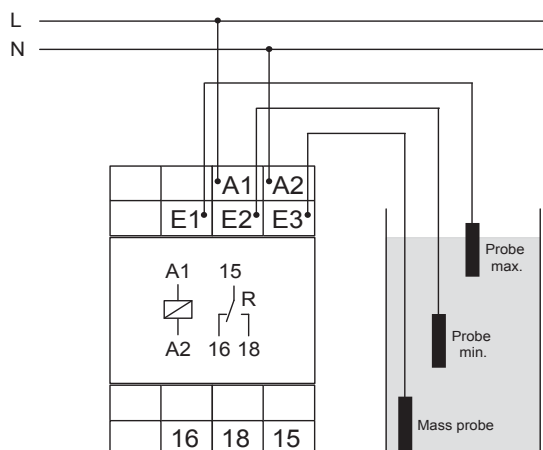 L
N
A1 A2
E1 E2 E3
A1 15
R
A2 16 18
16 18 15
Probe
max.
Probe
min.
Mass probe